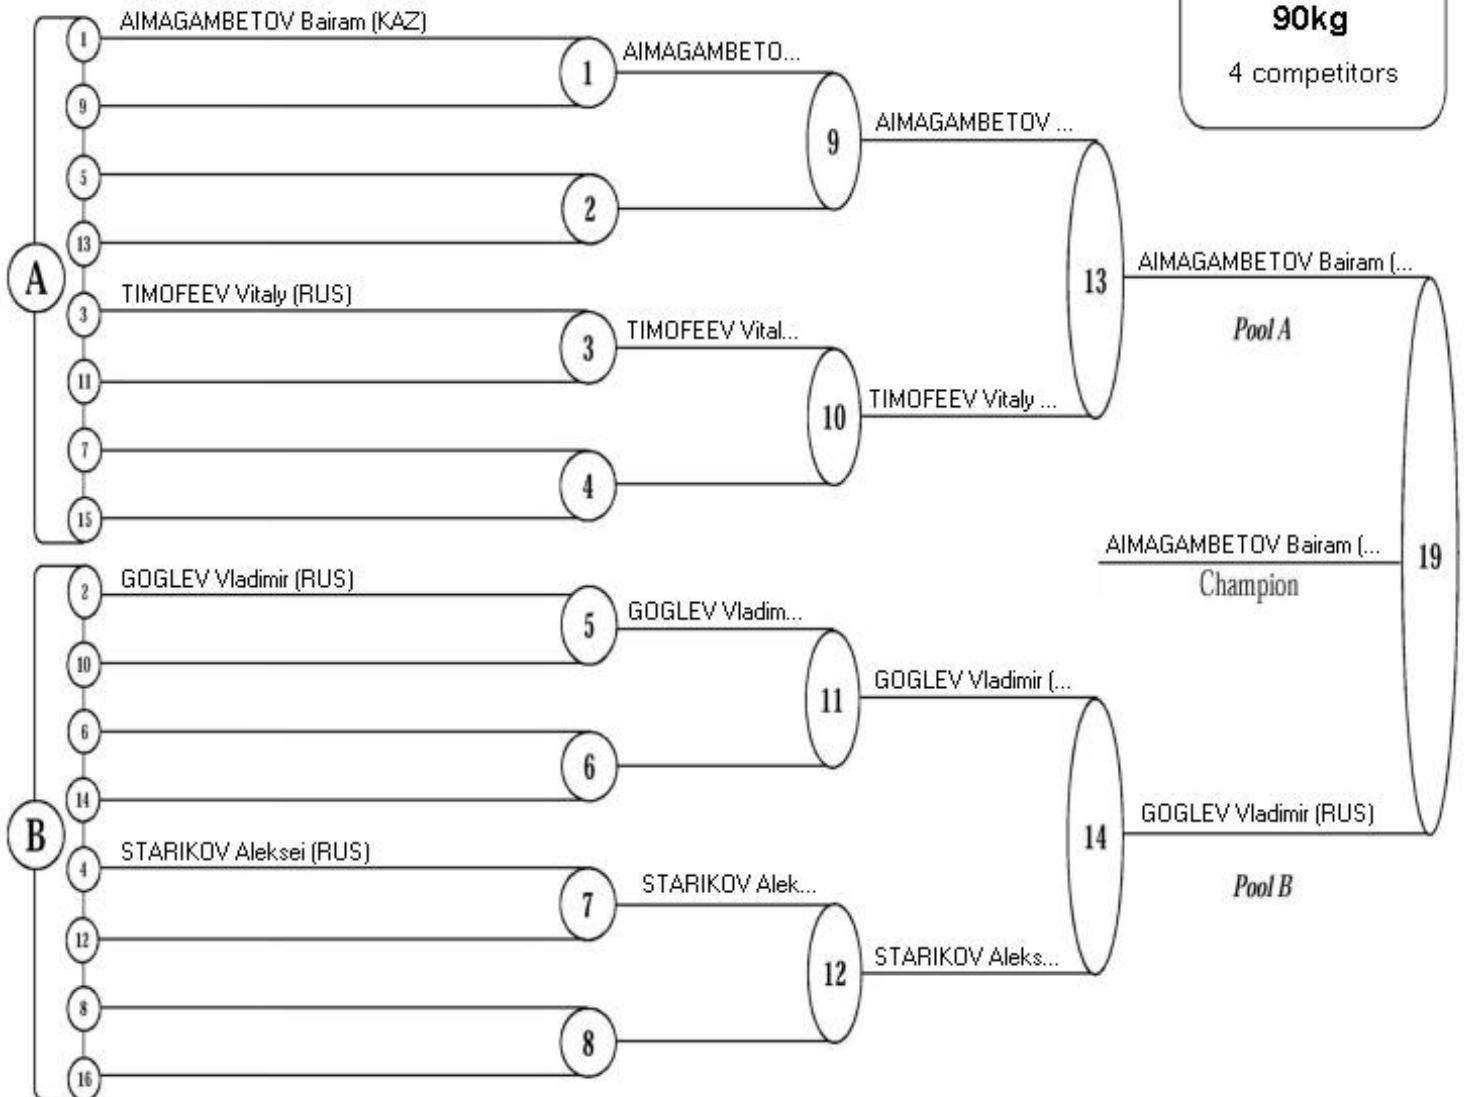 90kg
4 competitors
A
1
AIMAGAMBETOV Bairam (KAZ)
9
5
13
3
TIMOFEEV Vitaly (RUS)
11
7
15
1
AIMAGAMBETO...
2
3
TIMOFEEV Vital...
4
9
AIMAGAMBETOV ...
10
TIMOFEEV Vitaly ...
13
AIMAGAMBETOV Bairam (...
Pool A
B
2
GOGLEV Vladimir (RUS)
10
6
14
4
STARIKOV Aleksei (RUS)
12
8
16
5
GOGLEV Vladim...
6
7
STARIKOV Alek...
8
11
GOGLEV Vladimir (...
12
STARIKOV Aleks...
14
GOGLEV Vladimir (RUS)
Pool B
19
AIMAGAMBETOV Bairam (...
Champion